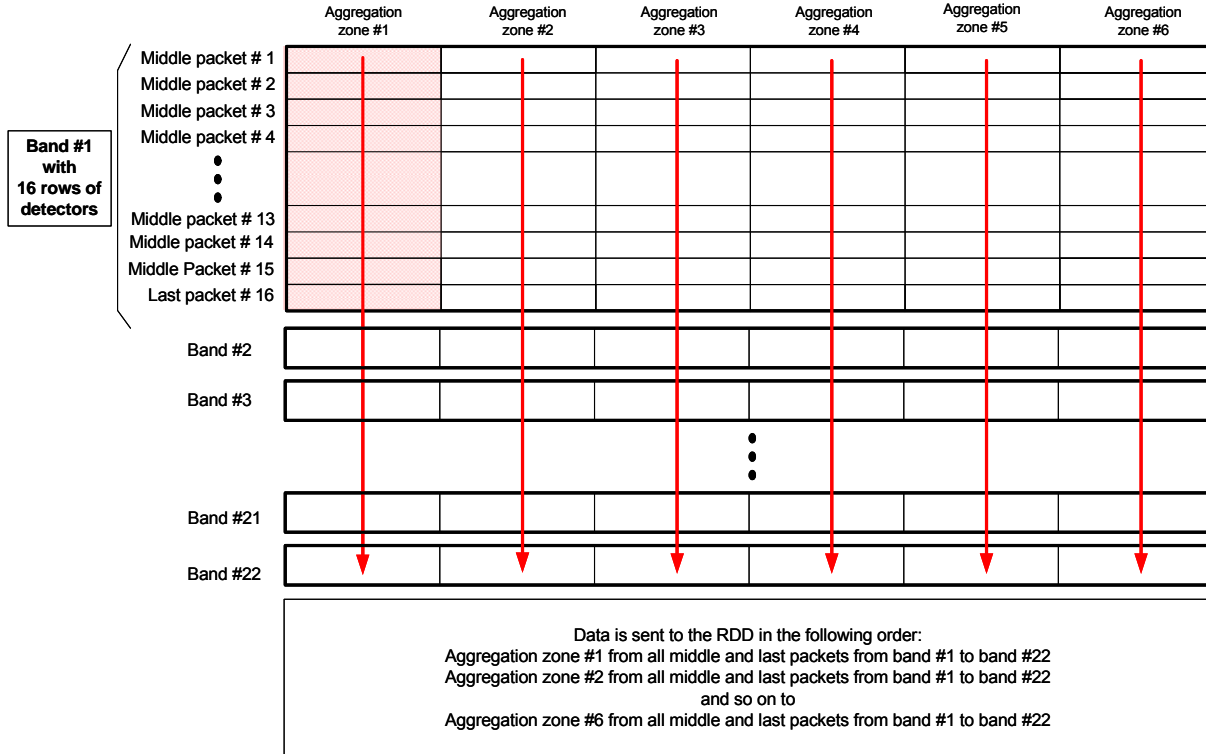 Aggregation
zone #1
Aggregation
zone #2
Aggregation
zone #3
Aggregation
zone #4
Aggregation
zone #5
Aggregation
zone #6
Middle packet # 1
Middle packet # 2
Middle packet # 3
Middle packet # 4
Band #1
with
16 rows of
detectors
Middle packet # 13
Middle packet # 14
Middle Packet # 15
Last packet # 16
Band #2
Band #3
Band #21
Band #22
Data is sent to the RDD in the following order:
Aggregation zone #1 from all middle and last packets from band #1 to band #22
Aggregation zone #2 from all middle and last packets from band #1 to band #22
and so on to
Aggregation zone #6 from all middle and last packets from band #1 to band #22